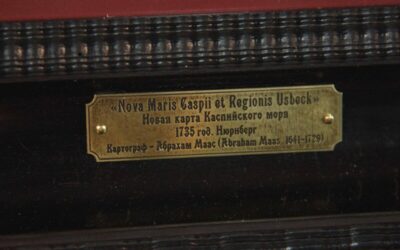 «Nova Maris Caspii et Regionis Usbeck»
Новая карта Каспийского моря
1735 год. Нюрнберг
Картограф – Абрахам Маас (Abraham Maas, 1641–1729)